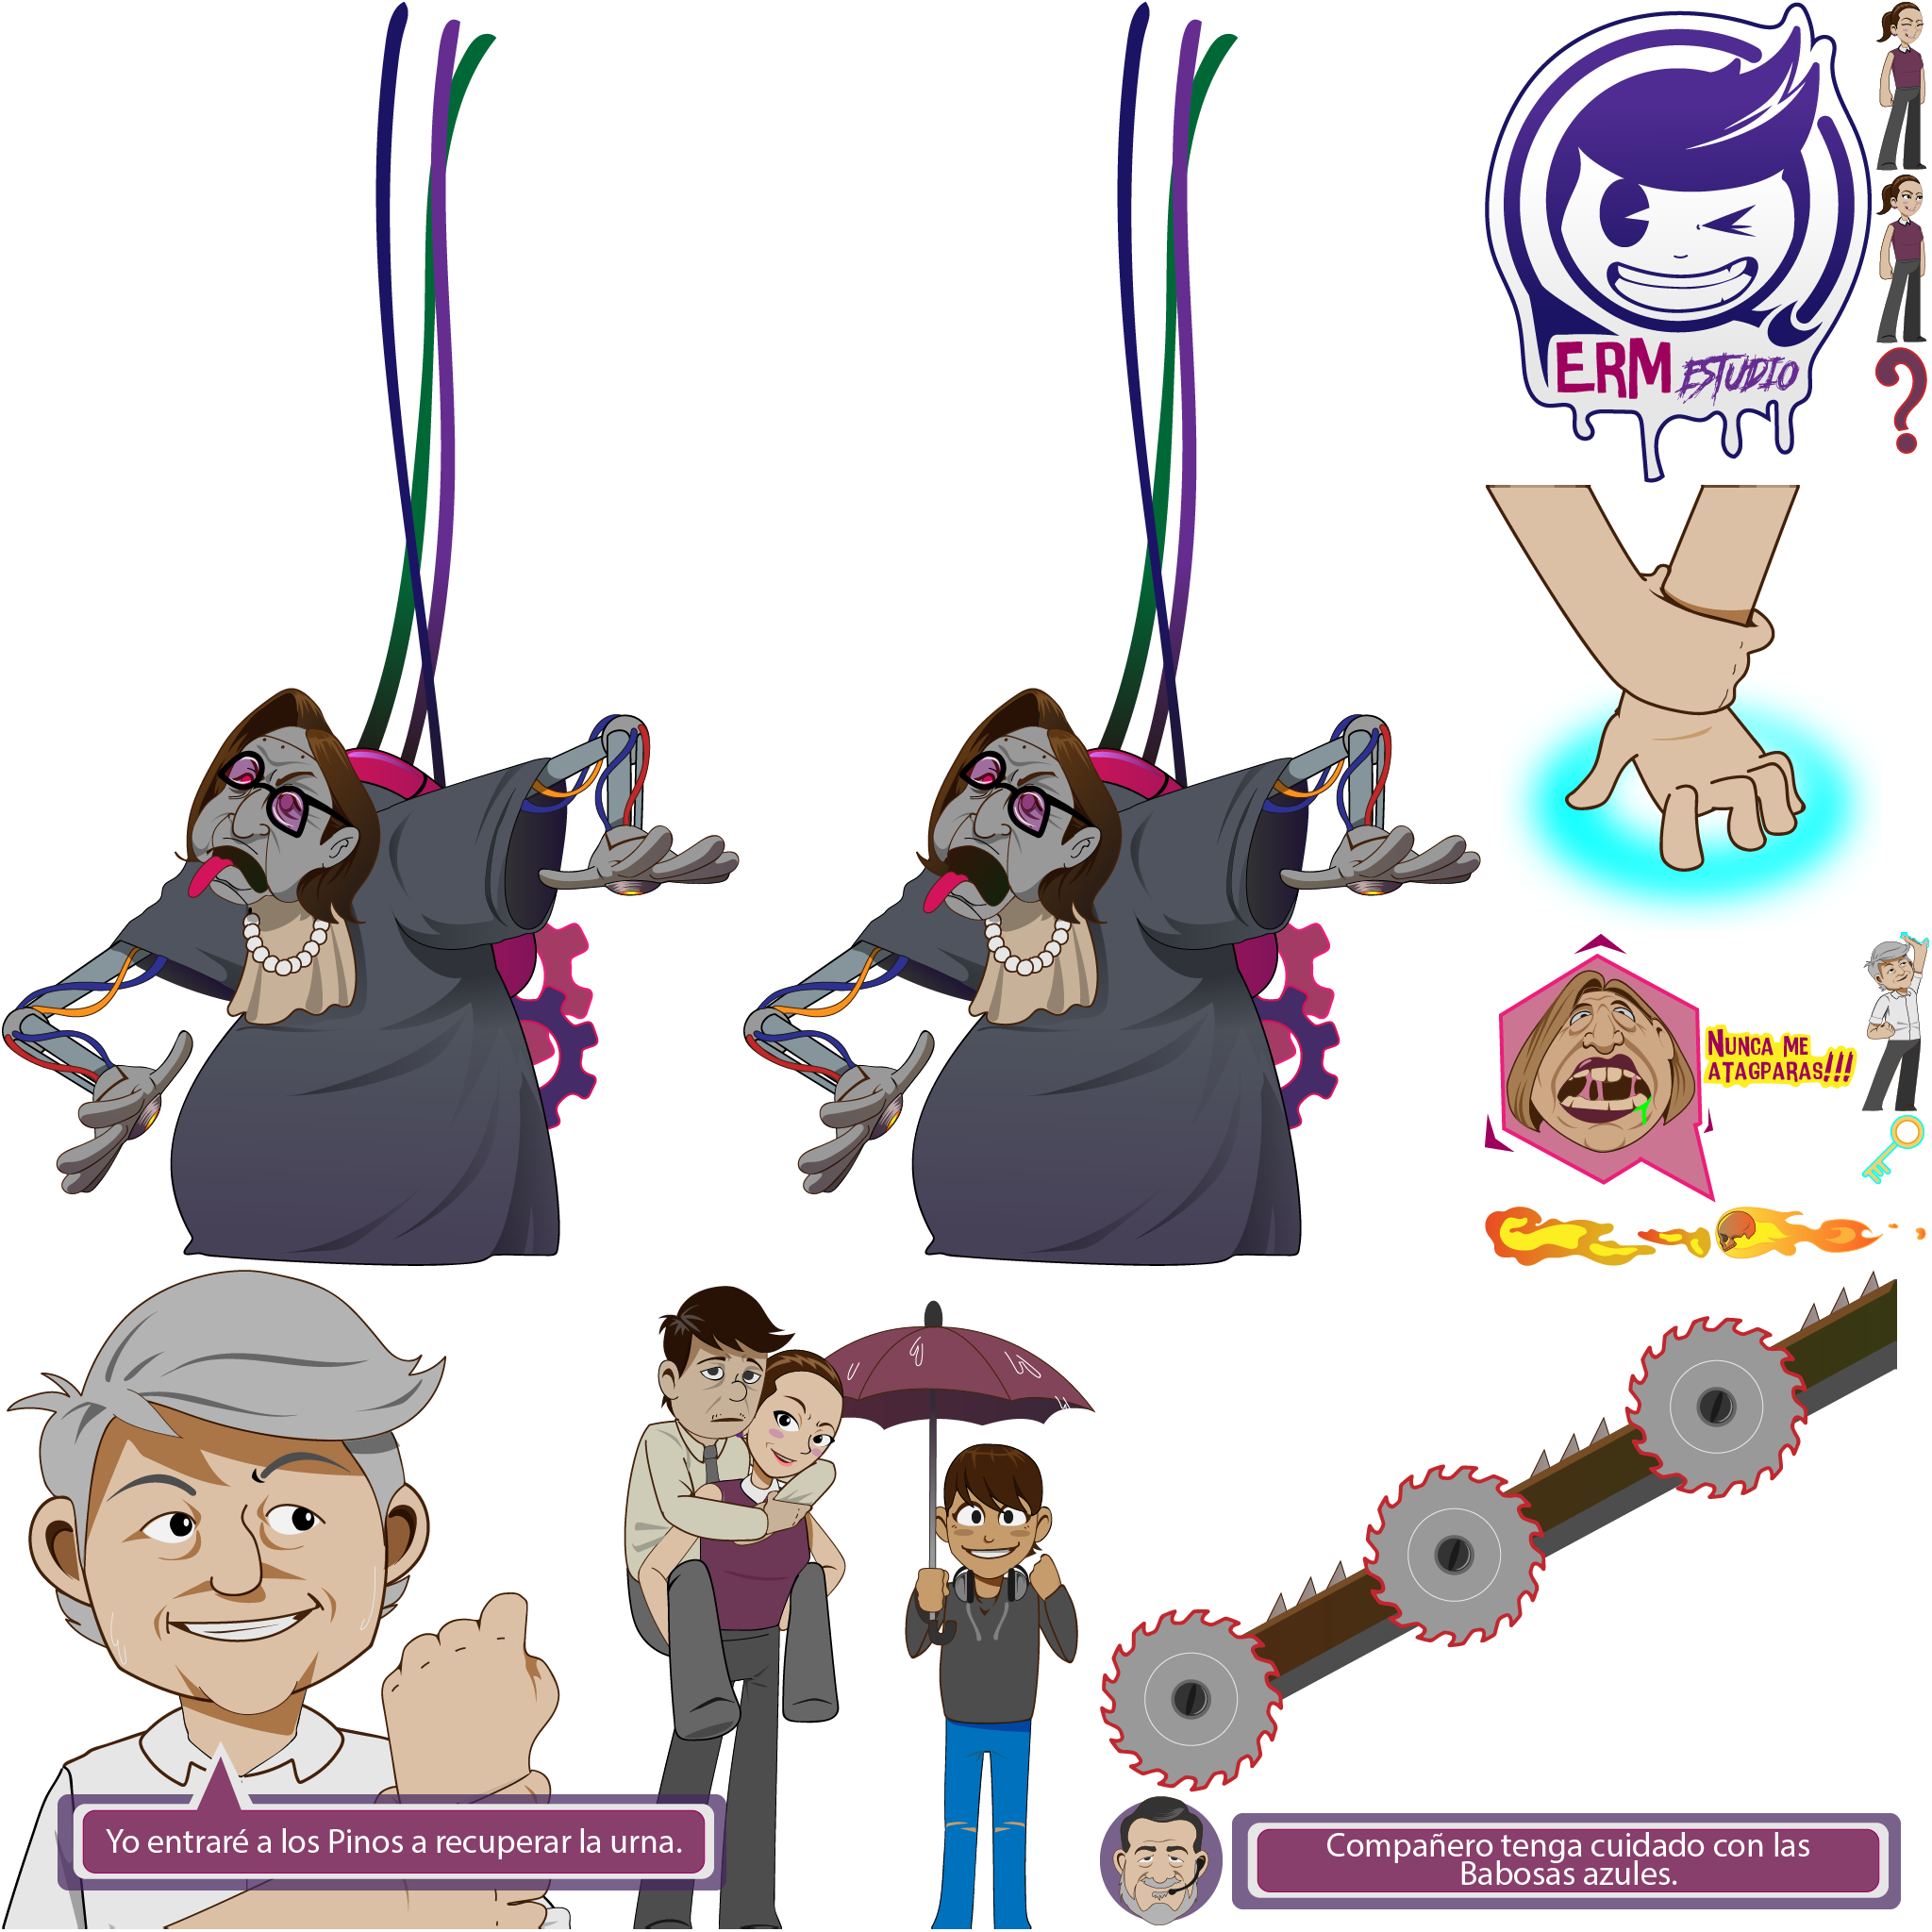 ERM ESTUDIO
NUNCA ME
ATAGPARAS!!!
Yo entraré a los Pinos a recuperar la urna.
Compañero tenga cuidado con las
Babosas azules.